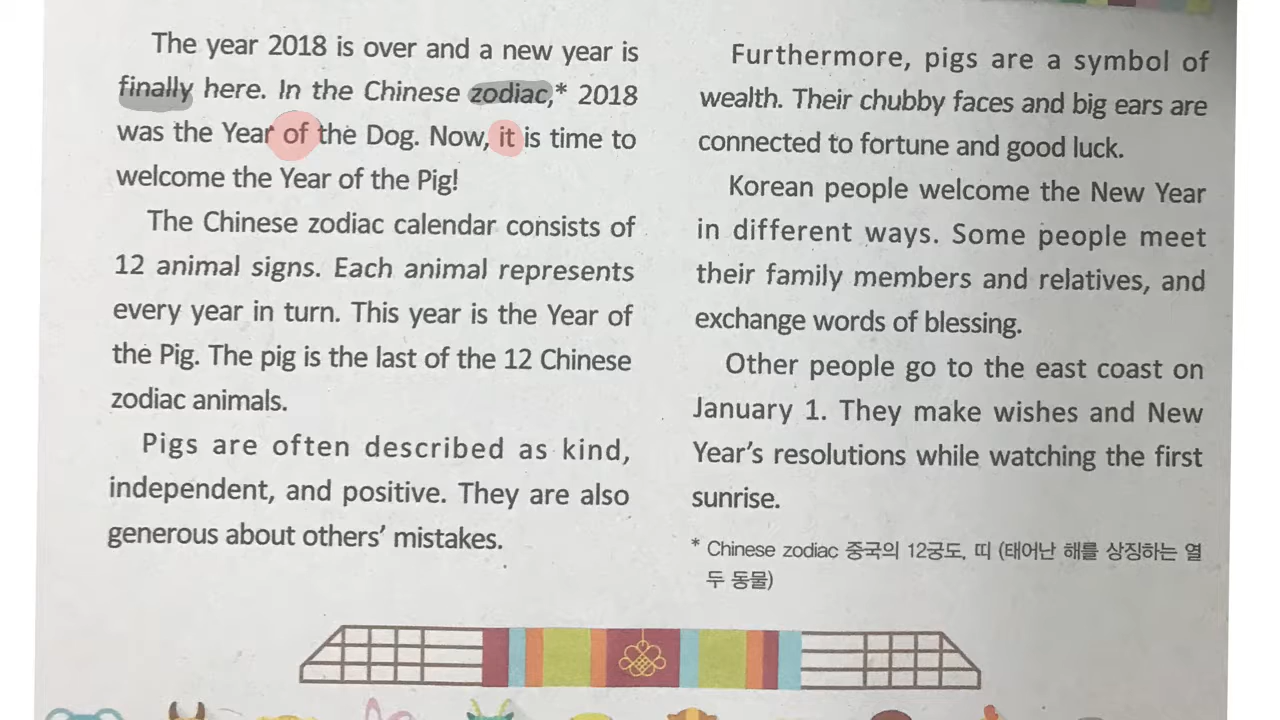 The year 2018 is over and a new year is
finally here. In the Chinese zodiac,* 2018
was the Year of the Dog. Now, it is time to
welcome the Year of the Pig!
The Chinese zodiac calendar consists of
12 animal signs. Each animal represents
every year in turn. This year is the Year of
the Pig. The pig is the last of the 12 Chinese
zodiac animals.
Pigs are often described as kind,
independent, and positive. They are also
generous about others’ mistakes.
Furthermore, pigs are a symbol of
wealth. Their chubby faces and big ears are
connected to fortune and good luck.
Korean people welcome the New Year
in different ways. Some people meet
their family members and relatives, and
exchange words of blessing.
Other people go to the east coast on
January 1. They make wishes and New
Year’s resolutions while watching the first
sunrise.
* Chinese zodiac 중국의 12궁도, 띠 (태어난 해를 상징하는 열
두 동물)